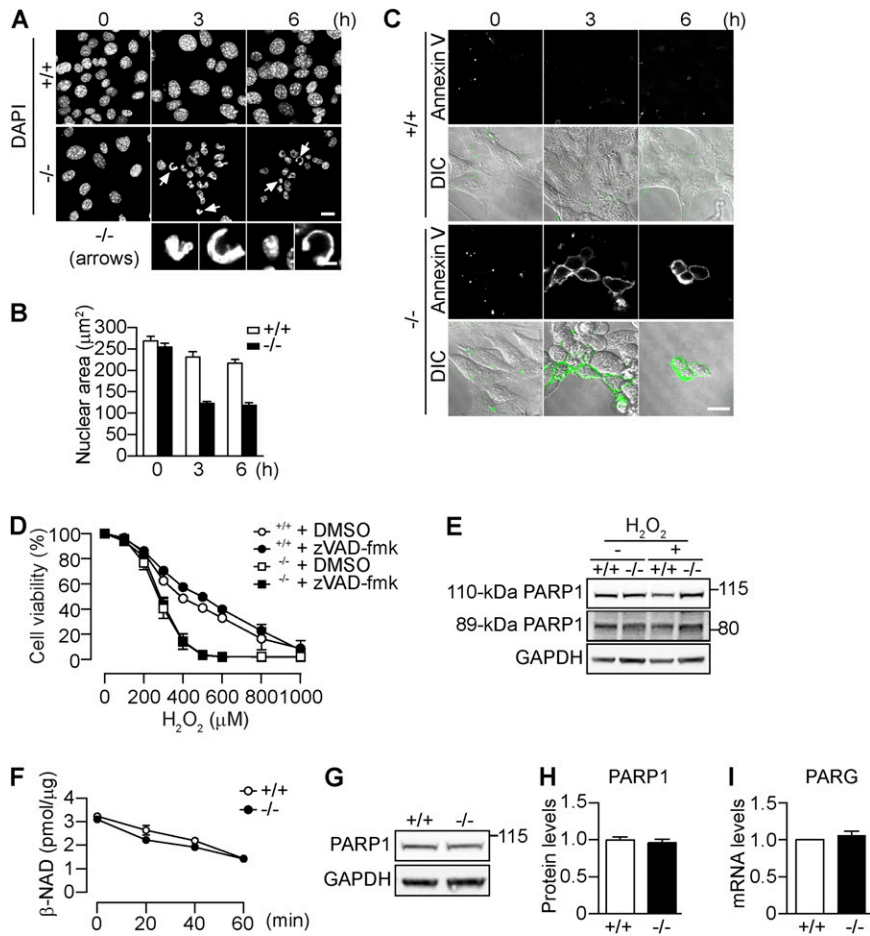 A
0 3 6 (h)
DAPI
+/+
-/-
-/-
(arrows)
B
Nuclear area (μm²)
300
250
200
150
100
50
0
+/+
-/-
0 3 6 (h)
C
0 3 6 (h)
+/+
Annexin V
DIC
-/-
Annexin V
DIC
D
Cell viability (%)
100
80
60
40
20
0
+/+ + DMSO
+/+ + zVAD-fmk
-/- + DMSO
-/- + zVAD-fmk
0 200 400 600 800 1000
H₂O₂ (μM)
E
H₂O₂
- +
+/+ -/- +/+ -/-
110-kDa PARP1 -115
89-kDa PARP1 80
GAPDH
F
β-NAD (pmol/μg)
4
3
2
1
0
+/+
-/-
0 20 40 60 (min)
G
+/+ -/-
PARP1 115
GAPDH
H PARP1
Protein levels
1.5
1.0
0.5
0
+/+ -/-
I PARG
mRNA levels
1.5
1.0
0.5
0
+/+ -/-